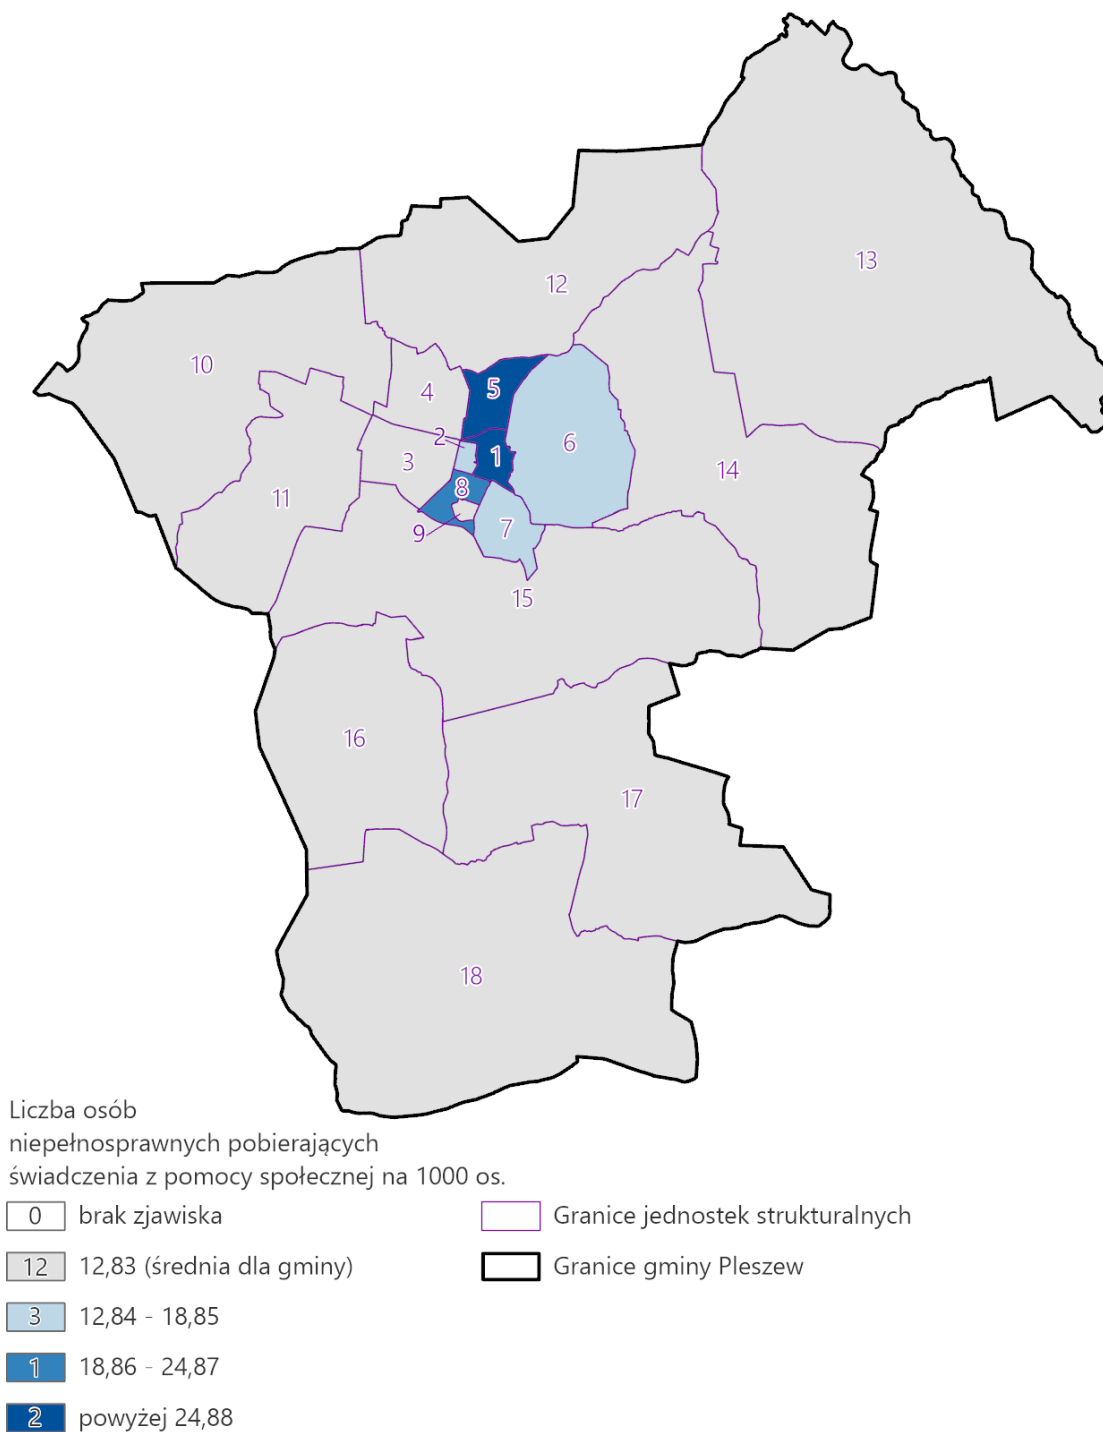 13
12
10
4
5
2
6
3
1
14
8
11
7
9
15
16
17
18
Liczba osób
niepełnosprawnych pobierających
świadczenia z pomocy społecznej na 1000 os.
0 brak zjawiska
Granice jednostek strukturalnych
12 12,83 (średnia dla gminy)
Granice gminy Pleszew
3 12,84 - 18,85
1 18,86 - 24,87
2 powyżej 24,88